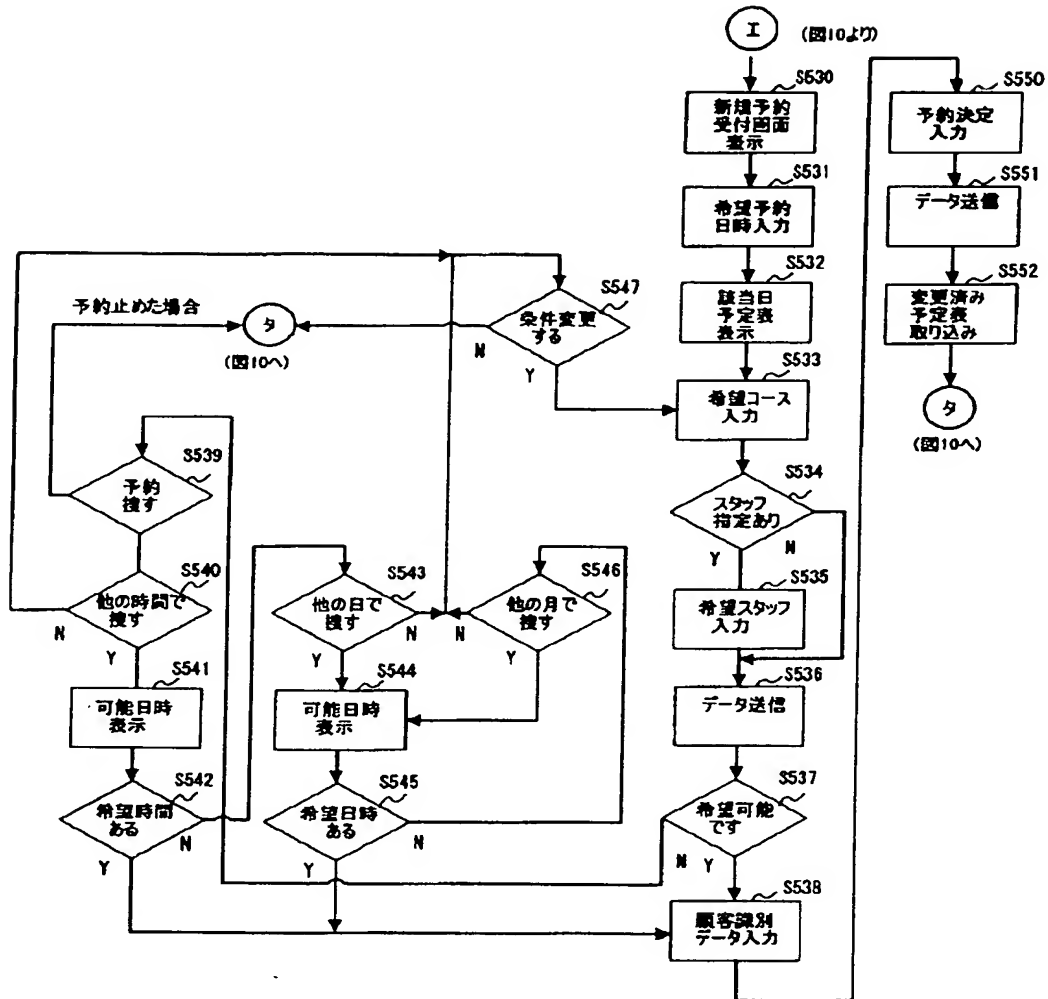 エ
(図10より)
S530
新規予約
受付画面
表示
S531
希望予約
日時入力
S532
該当日
予定表
表示
S533
希望コース
入力
S534
スタッフ
指定あり
Y
N
S535
希望スタッフ
入力
S536
データ送信
S537
希望可能
です
N
Y
S538
顧客識別
データ入力
S550
予約決定
入力
S551
データ送信
S552
変更済み
予定表
取り込み
タ
(図10へ)
S547
条件変更
する
N
Y
予約止めた場合
タ
(図10へ)
S539
予約
捜す
S540
他の時間で
捜す
N
Y
S541
可能日時
表示
S542
希望時間
ある
Y
N
S543
他の日で
捜す
Y
N
S544
可能日時
表示
S545
希望日時
ある
Y
N
S546
他の月で
捜す
N
Y